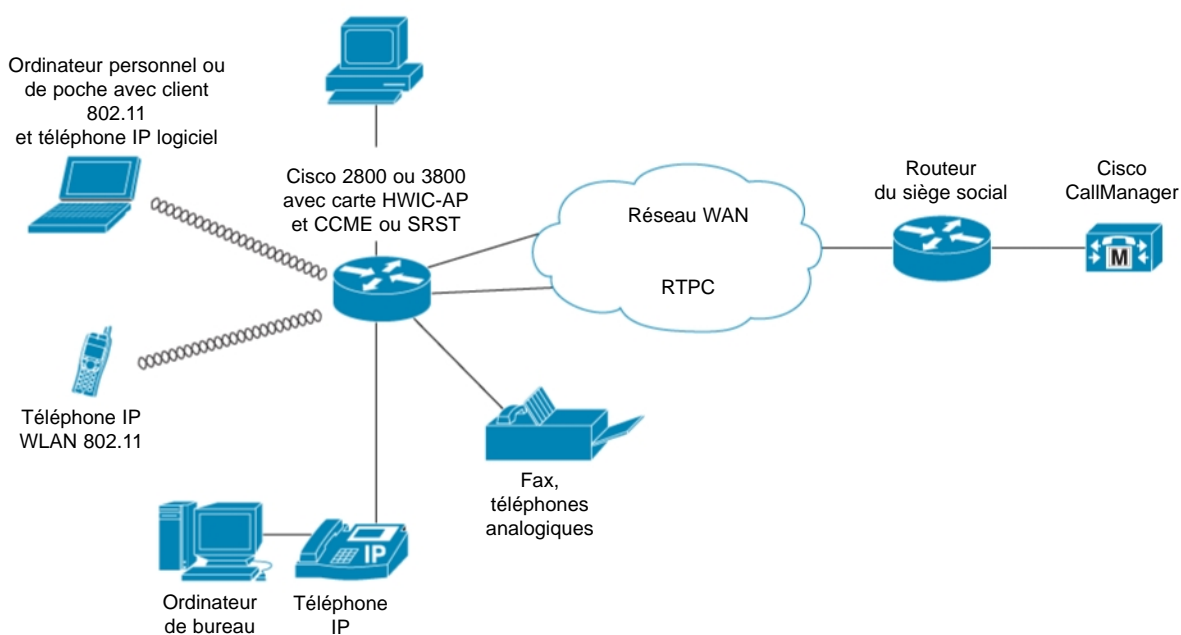 Ordinateur personnel ou
de poche avec client
802.11
et téléphone IP logiciel
Cisco 2800 ou 3800
avec carte HWIC-AP
et CCME ou SRST
Réseau WAN
RTPC
Routeur
du siège social
Cisco
CallManager
M
Téléphone IP
WLAN 802.11
Fax,
téléphones
analogiques
IP
Ordinateur
de bureau
Téléphone
IP